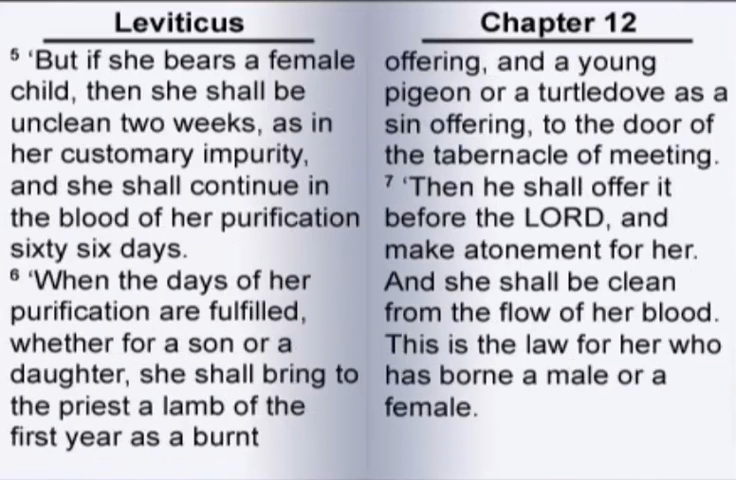 Leviticus
⁵ ‘But if she bears a female
child, then she shall be
unclean two weeks, as in
her customary impurity,
and she shall continue in
the blood of her purification
sixty six days.
⁶ ‘When the days of her
purification are fulfilled,
whether for a son or a
daughter, she shall bring to
the priest a lamb of the
first year as a burnt
Chapter 12
offering, and a young
pigeon or a turtledove as a
sin offering, to the door of
the tabernacle of meeting.
⁷ ‘Then he shall offer it
before the LORD, and
make atonement for her.
And she shall be clean
from the flow of her blood.
This is the law for her who
has borne a male or a
female.